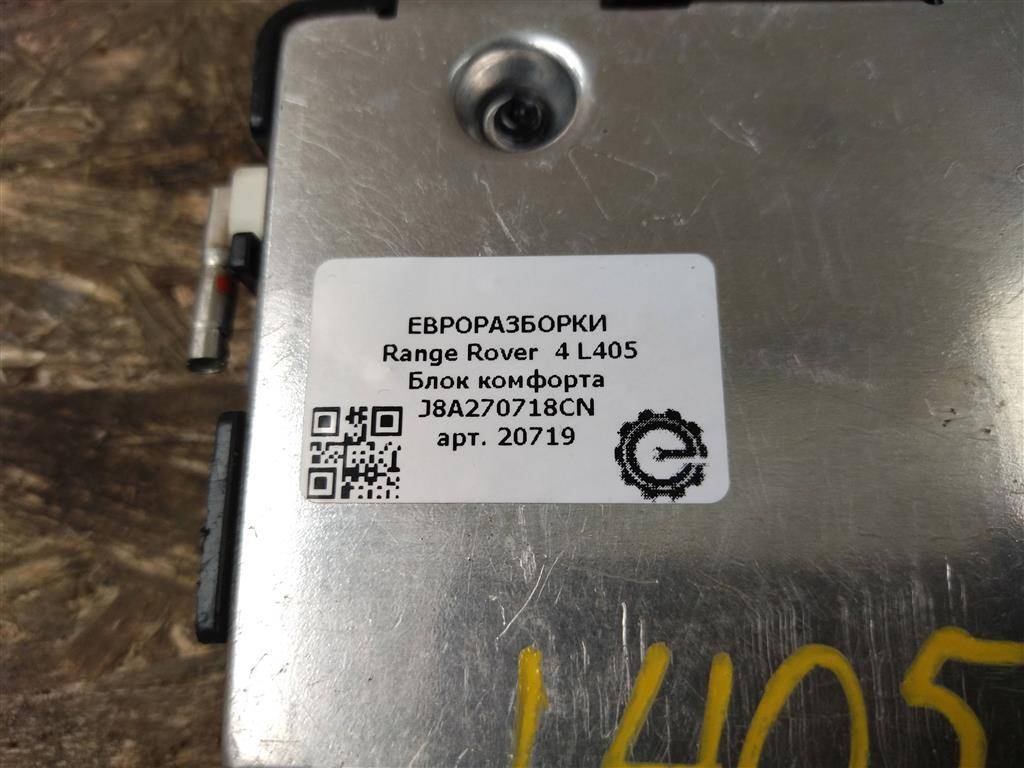 ЕВРОРАЗБОРКИ
Range Rover 4 L405
Блок комфорта
J8A270718CN
арт. 20719
L405